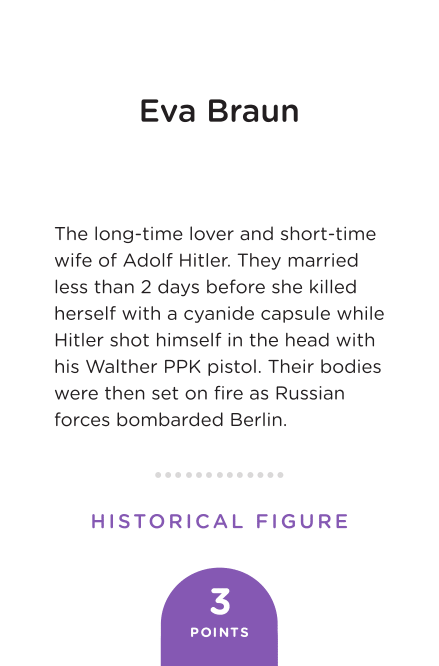 Eva Braun
The long-time lover and short-time
wife of Adolf Hitler. They married
less than 2 days before she killed
herself with a cyanide capsule while
Hitler shot himself in the head with
his Walther PPK pistol. Their bodies
were then set on fire as Russian
forces bombarded Berlin.
HISTORICAL FIGURE
3
POINTS